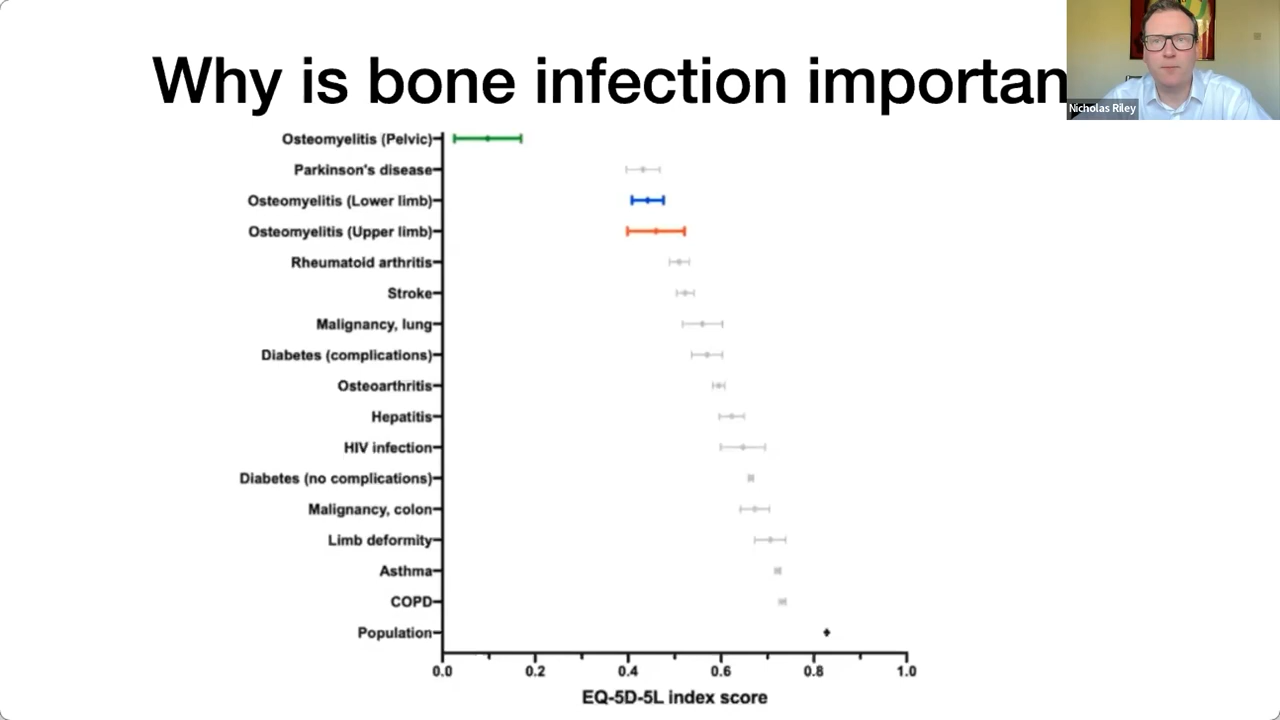 Why is bone infection importan
Nicholas Riley
Osteomyelitis (Pelvic)
Parkinson's disease
Osteomyelitis (Lower limb)
Osteomyelitis (Upper limb)
Rheumatoid arthritis
Stroke
Malignancy, lung
Diabetes (complications)
Osteoarthritis
Hepatitis
HIV infection
Diabetes (no complications)
Malignancy, colon
Limb deformity
Asthma
COPD
Population
0.0 0.2 0.4 0.6 0.8 1.0
EQ-5D-5L index score